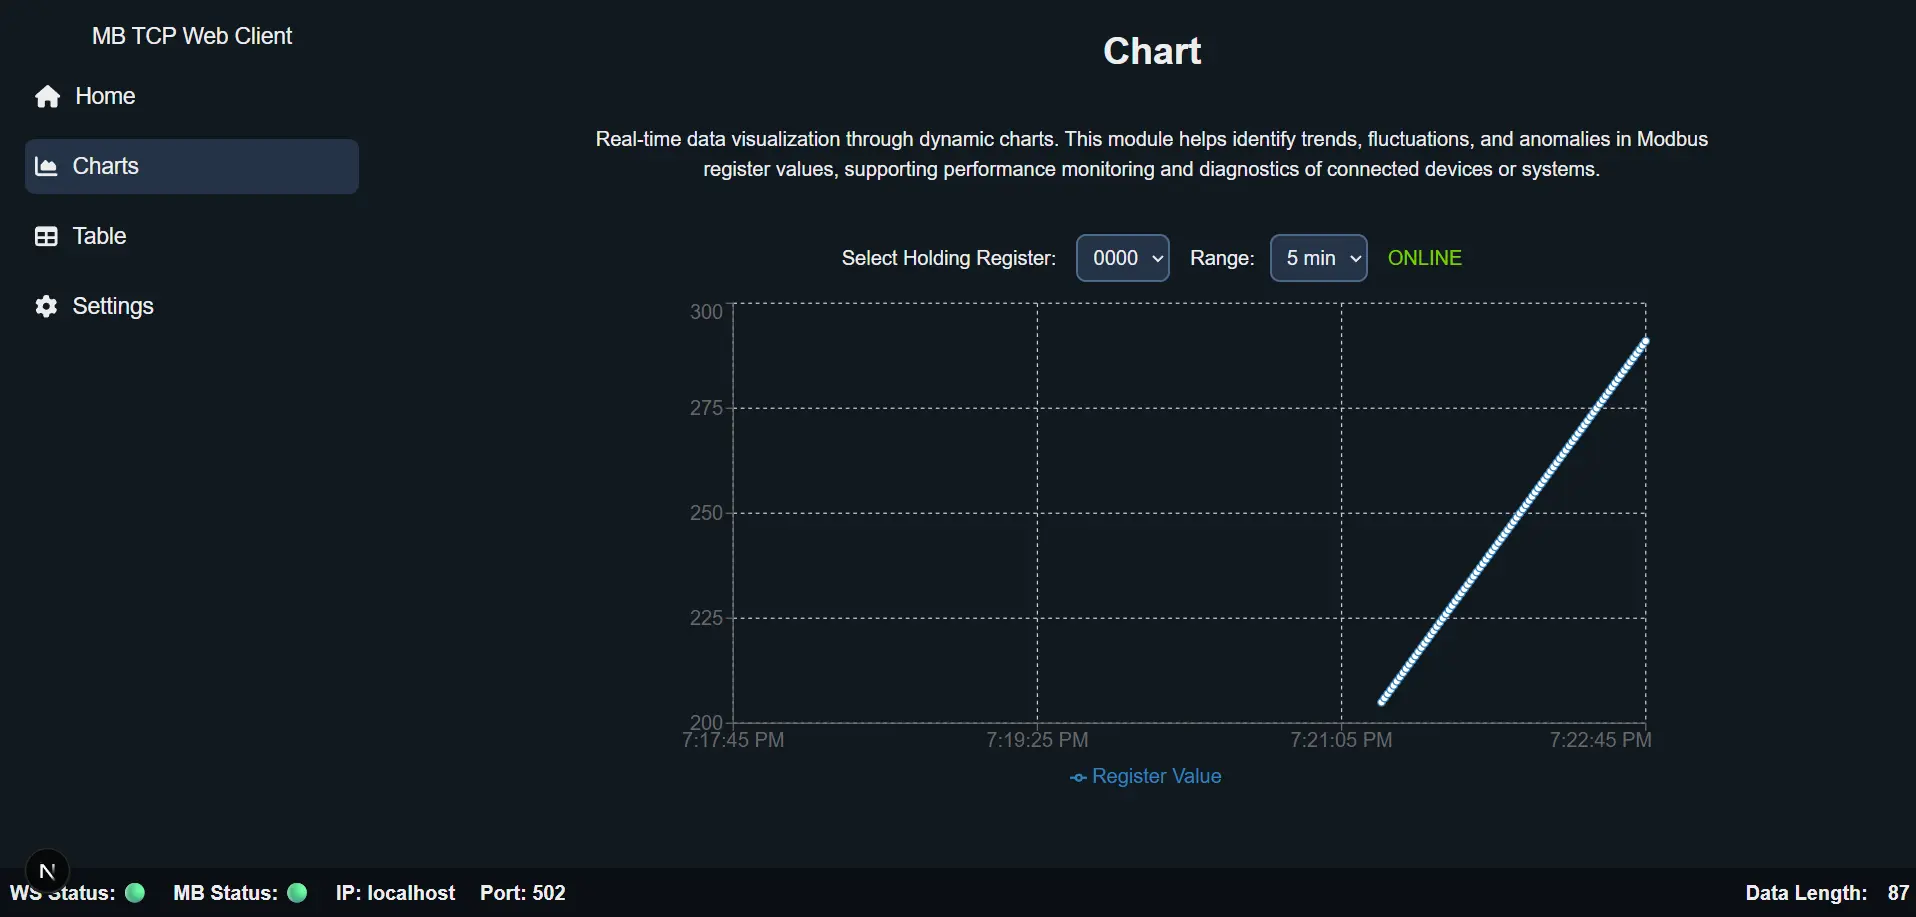 MB TCP Web Client
Home
Charts
Table
Settings
Chart
Real-time data visualization through dynamic charts. This module helps identify trends, fluctuations, and anomalies in Modbus
register values, supporting performance monitoring and diagnostics of connected devices or systems.
Select Holding Register: 0000 Range: 5 min ONLINE
300
275
250
225
200
7:17:45 PM 7:19:25 PM 7:21:05 PM 7:22:45 PM
Register Value
N
WS Status: MB Status: IP: localhost Port: 502 Data Length: 87